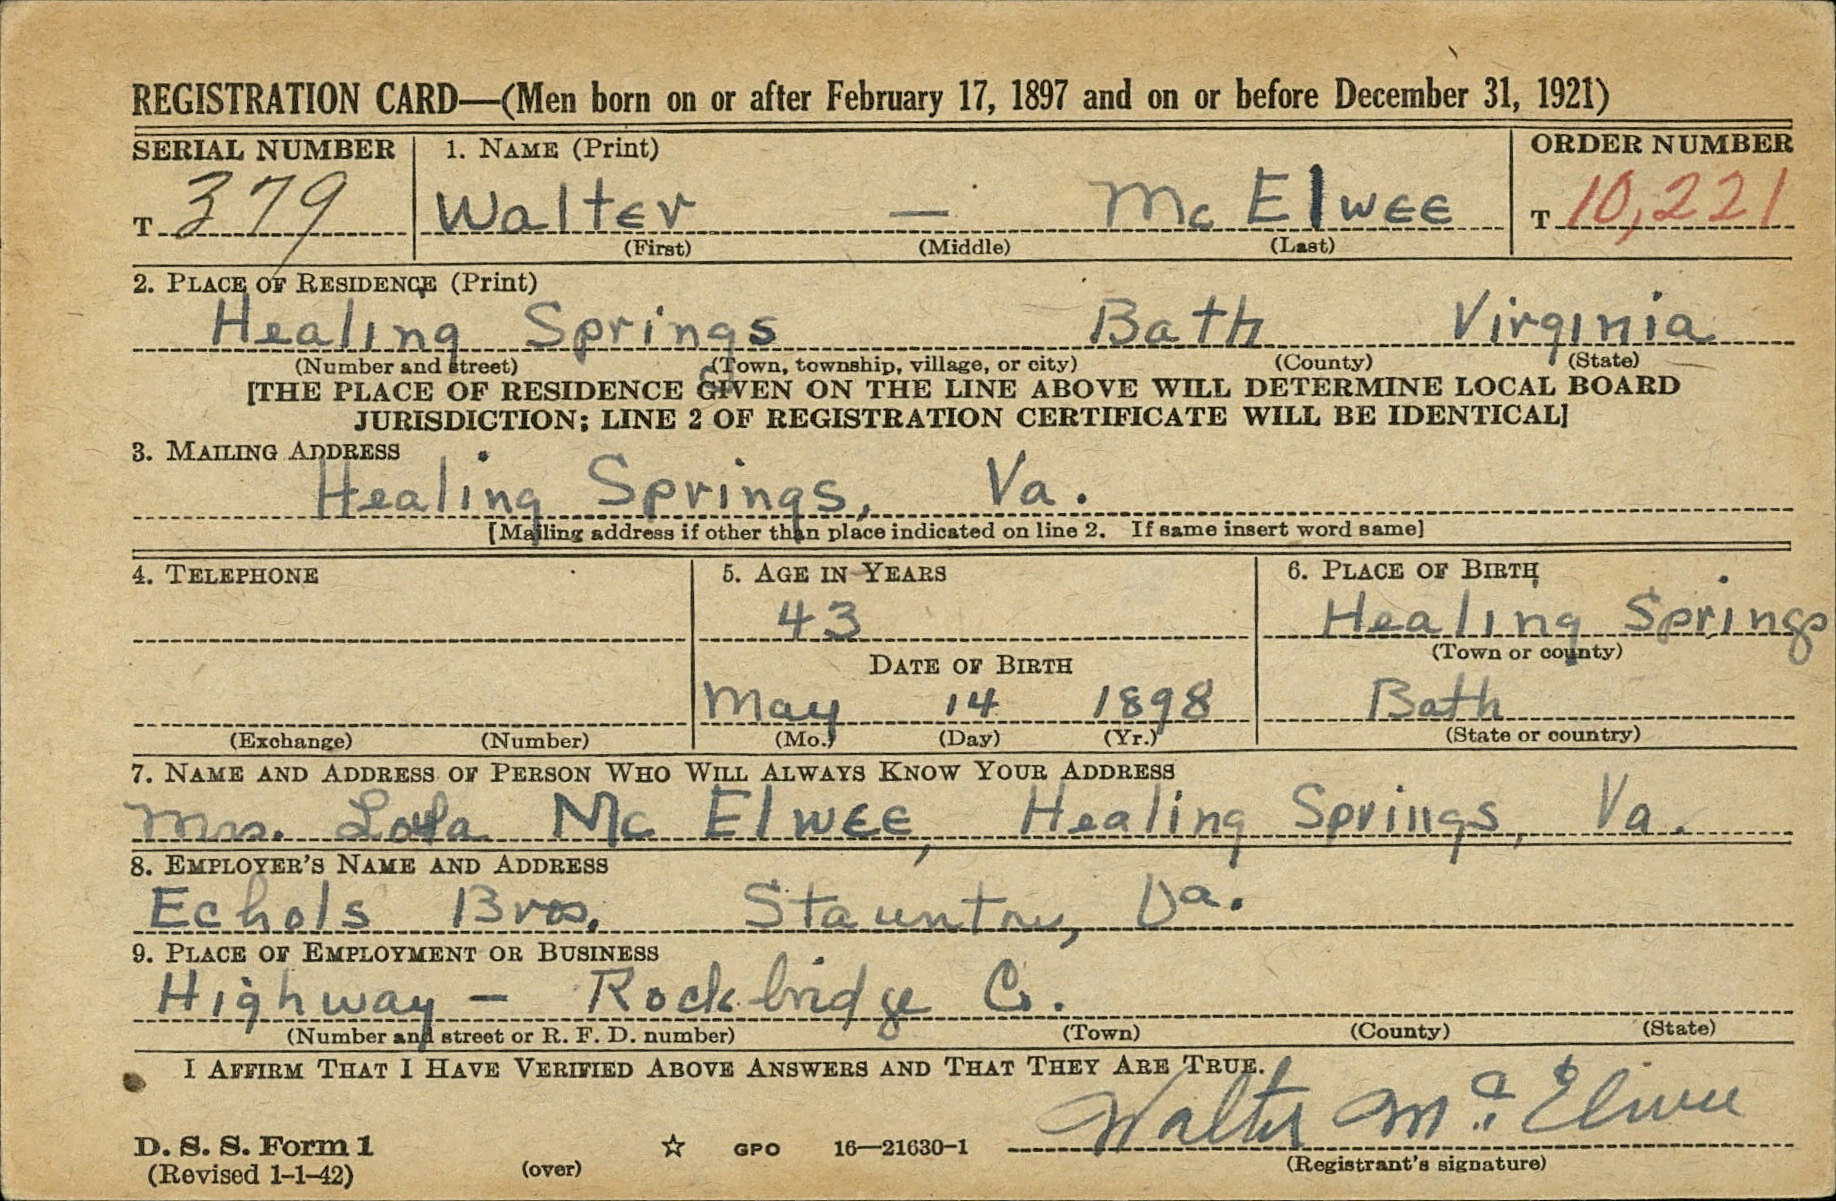 REGISTRATION CARD—(Men born on or after February 17, 1897 and on or before December 31, 1921)
SERIAL NUMBER 1. NAME (Print) ORDER NUMBER
T 379 Walter — Mc Elwee T 10,221
(First) (Middle) (Last)
2. PLACE OF RESIDENCE (Print)
Healing Springs Bath Virginia
(Number and street) (Town, township, village, or city) (County) (State)
[THE PLACE OF RESIDENCE GIVEN ON THE LINE ABOVE WILL DETERMINE LOCAL BOARD
JURISDICTION; LINE 2 OF REGISTRATION CERTIFICATE WILL BE IDENTICAL]
3. MAILING ADDRESS
Healing Springs, Va.
[Mailing address if other than place indicated on line 2. If same insert word same]
4. TELEPHONE 5. AGE IN YEARS 6. PLACE OF BIRTH
43 Healing Springs
(Town or county)
DATE OF BIRTH
May 14 1898 Bath
(Exchange) (Number) (Mo.) (Day) (Yr.) (State or country)
7. NAME AND ADDRESS OF PERSON WHO WILL ALWAYS KNOW YOUR ADDRESS
Mrs. Mc Elwee, Healing Springs, Va.
8. EMPLOYER'S NAME AND ADDRESS
Echols Bros. Staunton, Va.
9. PLACE OF EMPLOYMENT OR BUSINESS
Highway — Rockbridge Co.
(Number and street or R. F. D. number) (Town) (County) (State)
I AFFIRM THAT I HAVE VERIFIED ABOVE ANSWERS AND THAT THEY ARE TRUE.
Walter Mc Elwee
D. S. S. Form 1
(Revised 1-1-42) (over) ☆ GPO 16—21630-1 (Registrant's signature)